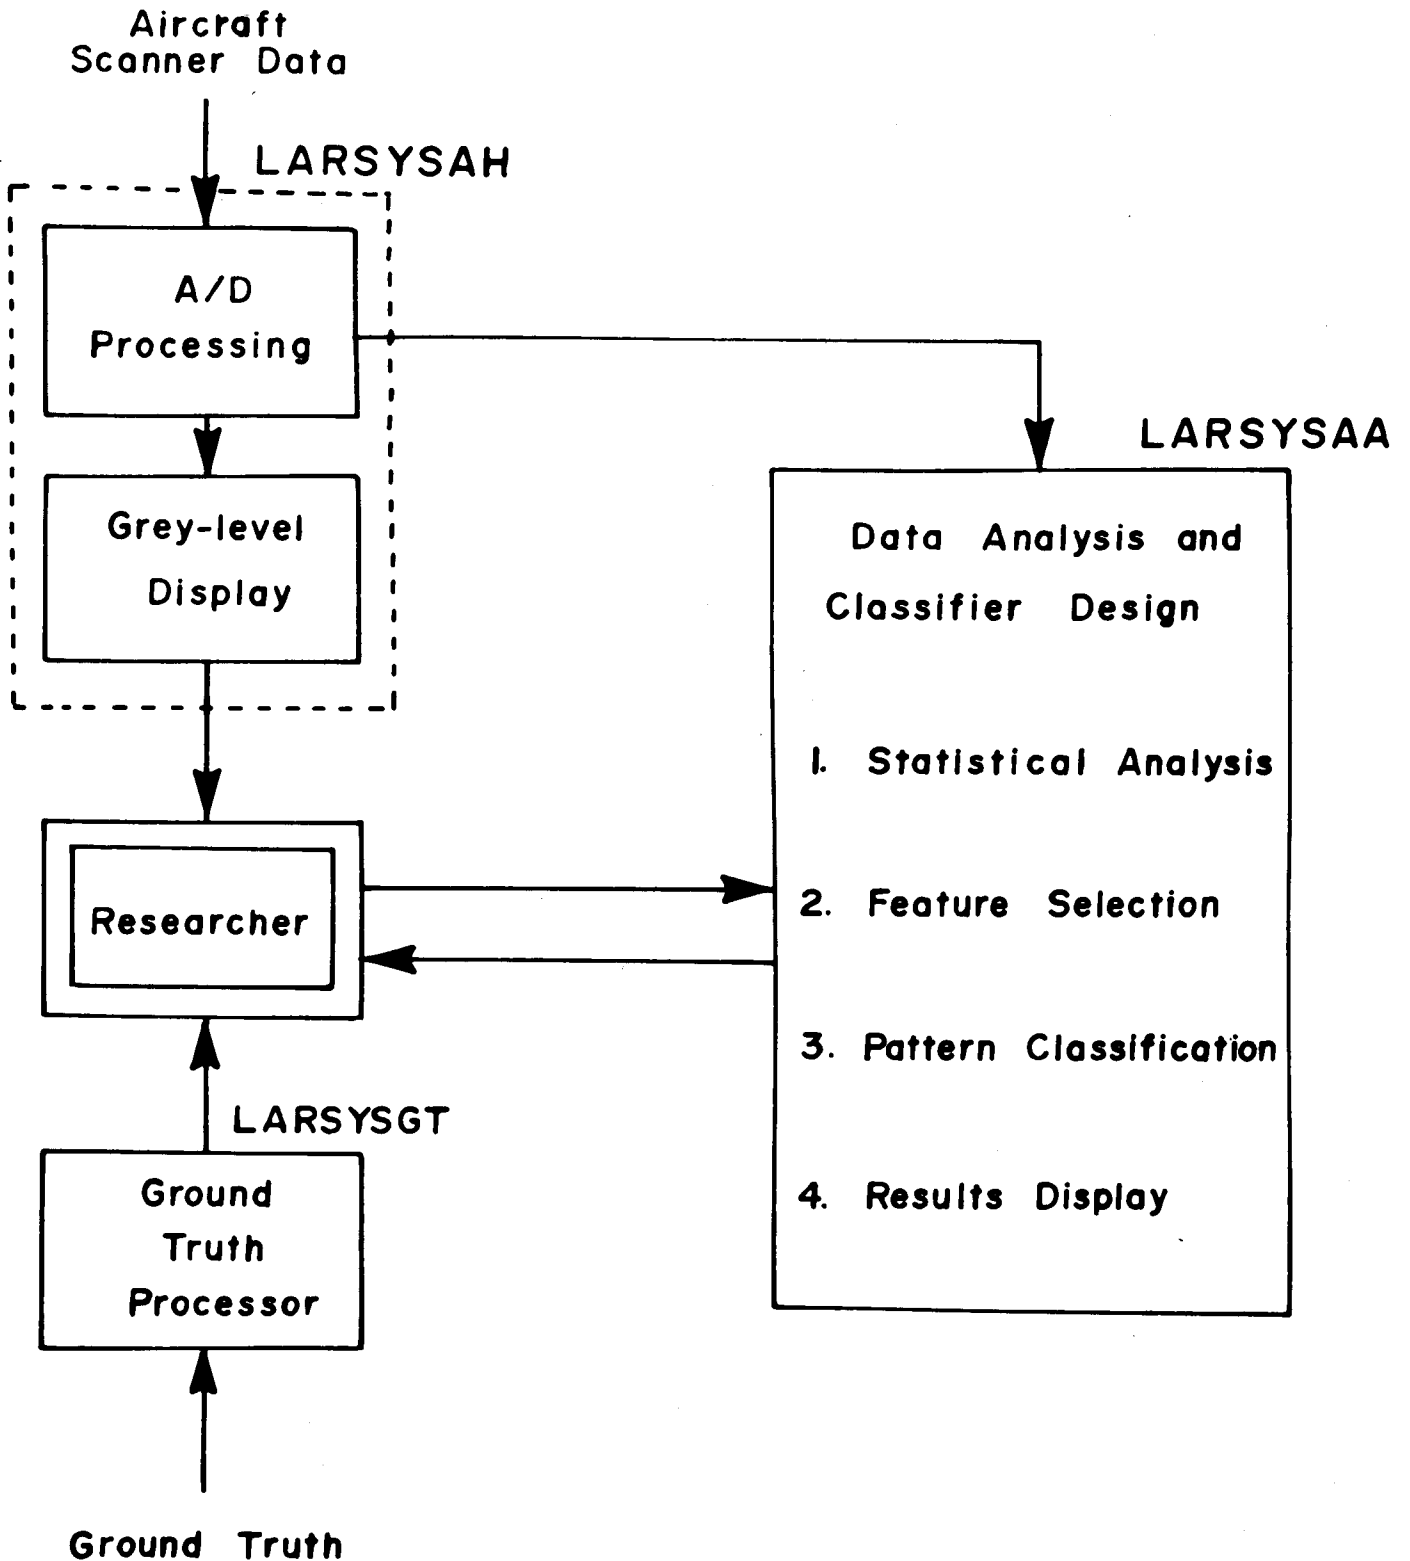 Aircraft
Scanner Data
LARSYSAH
A/D
Processing
Grey-level
Display
Researcher
LARSYSGT
Ground
Truth
Processor
Ground Truth
LARSYSAA
Data Analysis and
Classifier Design
1. Statistical Analysis
2. Feature Selection
3. Pattern Classification
4. Results Display